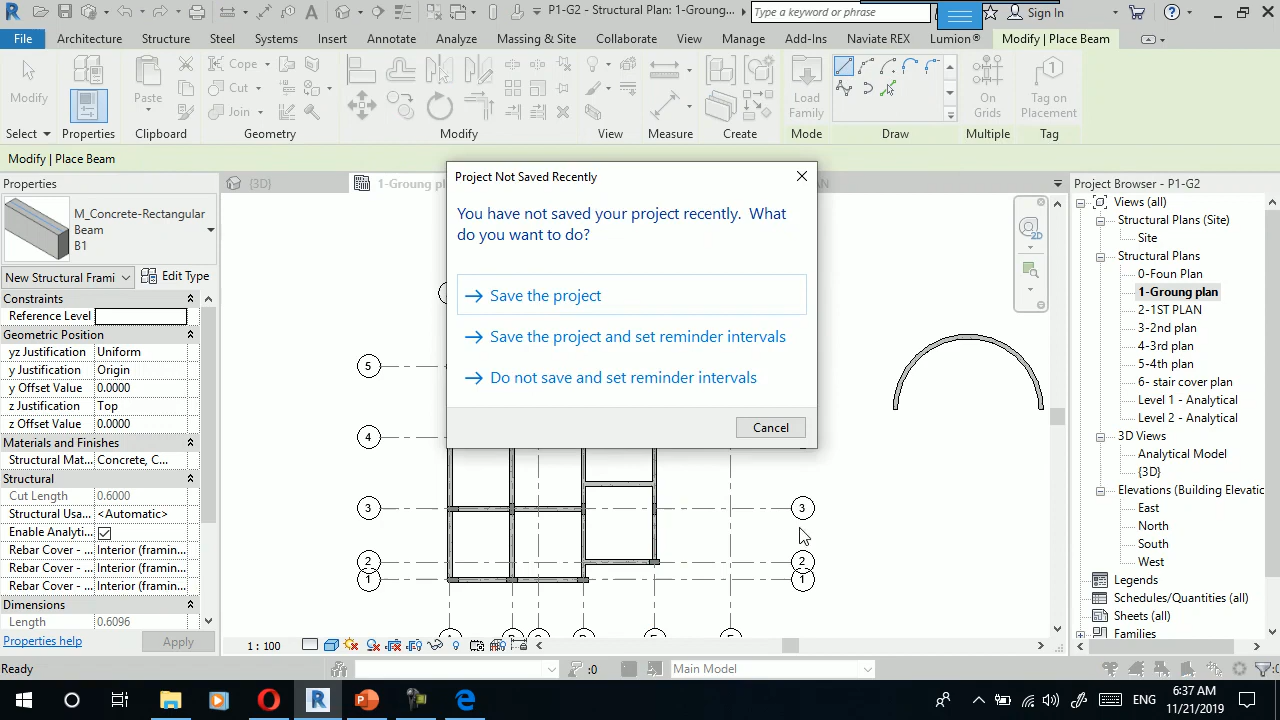 P1-G2 - Structural Plan: 1-Groung...
Type a keyword or phrase
Sign In
File
Architecture
Structure
Steel
Systems
Insert
Annotate
Analyze
Massing & Site
Collaborate
View
Manage
Add-Ins
Naviate REX
Lumion®
Modify | Place Beam
Modify
Paste
Cope
Cut
Join
Load
Family
On
Grids
Tag on
Placement
Select
Properties
Clipboard
Geometry
Modify
View
Measure
Create
Mode
Draw
Multiple
Tag
Modify | Place Beam
Properties
M_Concrete-Rectangular
Beam
B1
New Structural Frami
Edit Type
Constraints
Reference Level
Geometric Position
yz Justification Uniform
y Justification Origin
y Offset Value 0.0000
z Justification Top
z Offset Value 0.0000
Materials and Finishes
Structural Mat... Concrete, C...
Structural
Cut Length 0.6000
Structural Usa... <Automatic>
Enable Analyti...
Rebar Cover - ... Interior (framin...
Rebar Cover - ... Interior (framin...
Rebar Cover - ... Interior (framin...
Dimensions
Length 0.6096
Properties help
Apply
{3D}
1-Groung pl
AN
Project Not Saved Recently
You have not saved your project recently. What
do you want to do?
Save the project
Save the project and set reminder intervals
Do not save and set reminder intervals
Cancel
2D
5
4
3
3
2
2
1
1
1 : 100
Project Browser - P1-G2
Views (all)
Structural Plans (Site)
Site
Structural Plans
0-Foun Plan
1-Groung plan
2-1ST PLAN
3-2nd plan
4-3rd plan
5-4th plan
6- stair cover plan
Level 1 - Analytical
Level 2 - Analytical
3D Views
Analytical Model
{3D}
Elevations (Building Elevatio
East
North
South
West
Legends
Schedules/Quantities (all)
Sheets (all)
Families
Ready
:0
Main Model
:0
ENG
6:37 AM
11/21/2019